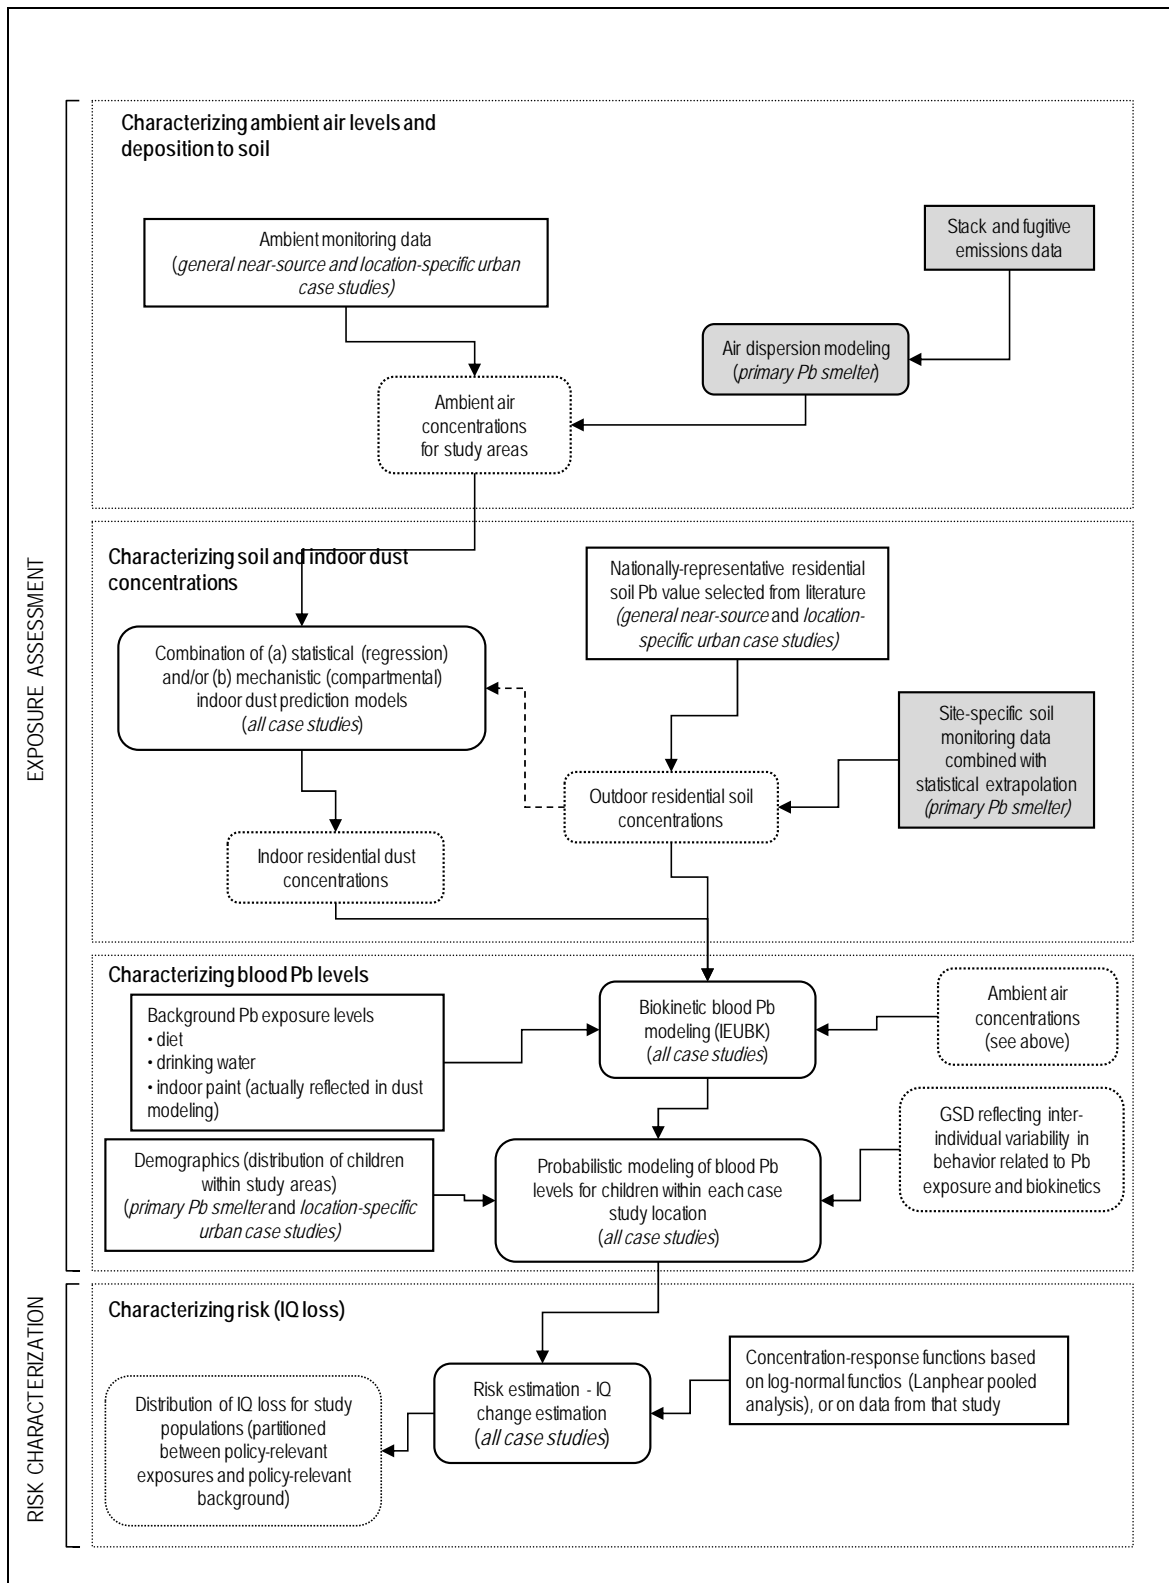 Characterizing ambient air levels and
deposition to soil
Ambient monitoring data
(general near-source and location-specific urban
case studies)
Stack and fugitive
emissions data
Air dispersion modeling
(primary Pb smelter)
Ambient air
concentrations
for study areas
EXPOSURE ASSESSMENT
Characterizing soil and indoor dust
concentrations
Nationally-representative residential
soil Pb value selected from literature
(general near-source and location-
specific urban case studies)
Combination of (a) statistical (regression)
and/or (b) mechanistic (compartmental)
indoor dust prediction models
(all case studies)
Site-specific soil
monitoring data
combined with
statistical extrapolation
(primary Pb smelter)
Outdoor residential soil
concentrations
Indoor residential dust
concentrations
Characterizing blood Pb levels
Background Pb exposure levels
• diet
• drinking water
• indoor paint (actually reflected in dust
modeling)
Biokinetic blood Pb
modeling (IEUBK)
(all case studies)
Ambient air
concentrations
(see above)
Demographics (distribution of children
within study areas)
(primary Pb smelter and location-specific
urban case studies)
Probabilistic modeling of blood Pb
levels for children within each case
study location
(all case studies)
GSD reflecting inter-
individual variability in
behavior related to Pb
exposure and biokinetics
RISK CHARACTERIZATION
Characterizing risk (IQ loss)
Distribution of IQ loss for study
populations (partitioned
between policy-relevant
exposures and policy-relevant
background)
Risk estimation - IQ
change estimation
(all case studies)
Concentration-response functions based
on log-normal functios (Lanphear pooled
analysis), or on data from that study